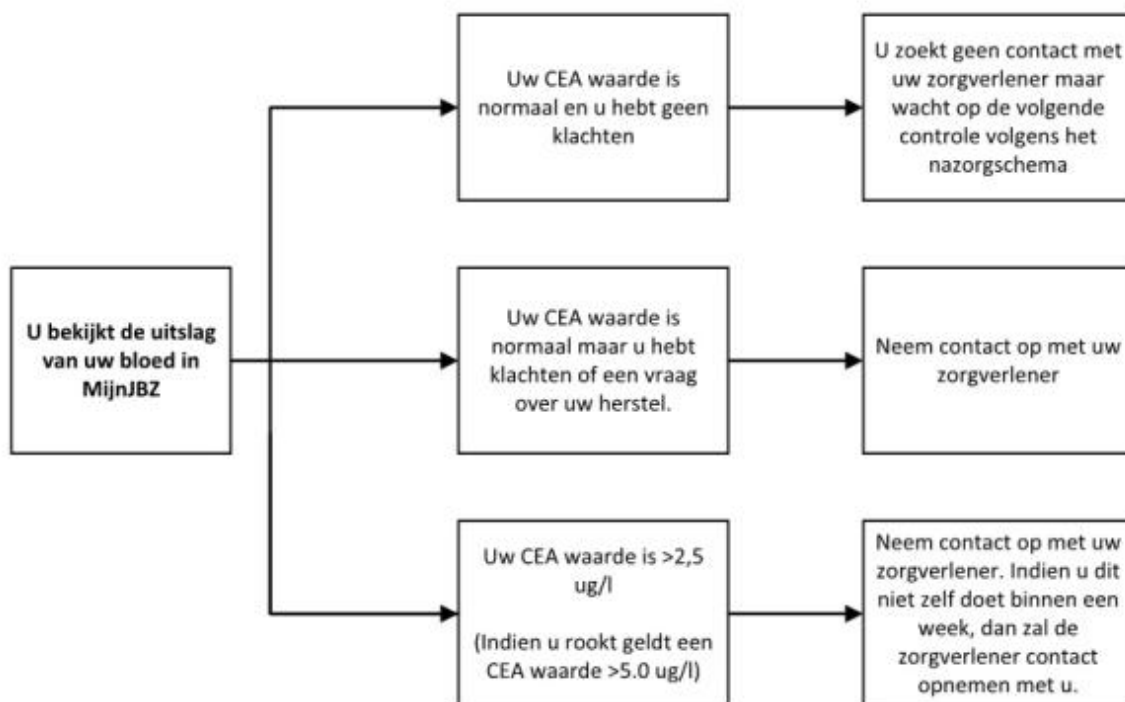 U bekijkt de uitslag
van uw bloed in
MijnJBZ
Uw CEA waarde is
normaal en u hebt geen
klachten
U zoekt geen contact met
uw zorgverlener maar
wacht op de volgende
controle volgens het
nazorgschema
Uw CEA waarde is
normaal maar u hebt
klachten of een vraag
over uw herstel.
Neem contact op met uw
zorgverlener
Uw CEA waarde is >2,5
ug/l
(Indien u rookt geldt een
CEA waarde >5.0 ug/l)
Neem contact op met uw
zorgverlener. Indien u dit
niet zelf doet binnen een
week, dan zal de
zorgverlener contact
opnemen met u.